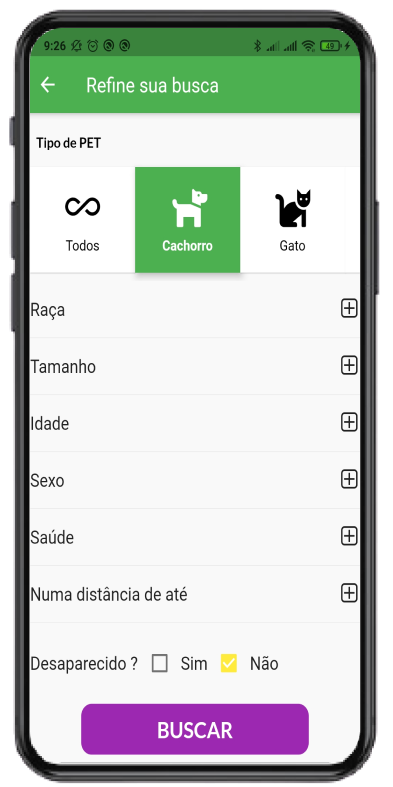 9:26 49
Refine sua busca
Tipo de PET
Todos Cachorro Gato
Raça
Tamanho
Idade
Sexo
Saúde
Numa distância de até
Desaparecido ? Sim Não
BUSCAR